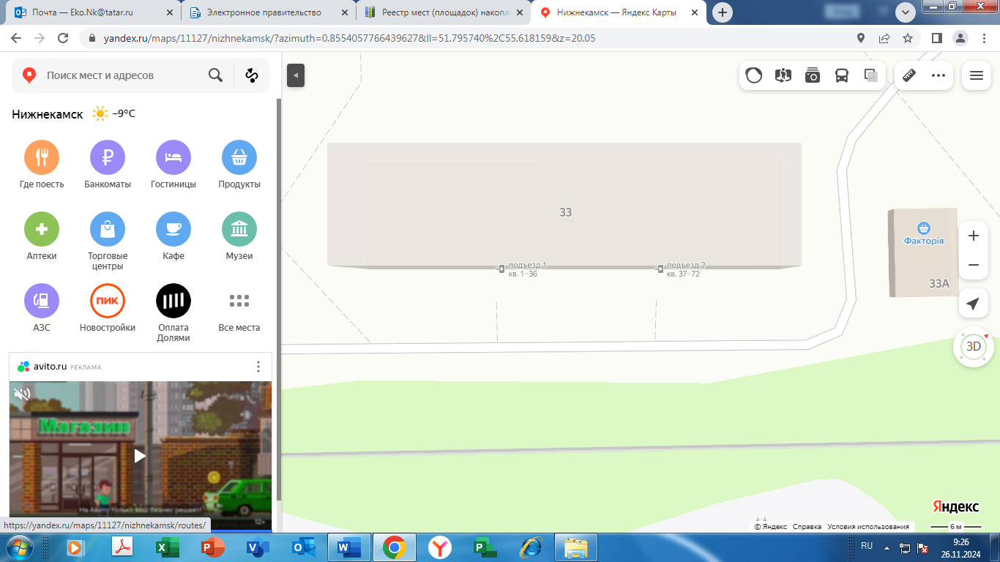 Почта — Eko.Nk@tatar.ru
Электронное правительство
Реестр мест (площадок) накопл
Нижнекамск — Яндекс Карты
yandex.ru/maps/11127/nizhnekamsk/?azimuth=0.8554057766439627&ll=51.795740%2C55.618159&z=20.05
Поиск мест и адресов
Нижнекамск
−9°C
Где поесть
Банкоматы
Гостиницы
Продукты
Аптеки
Торговые
центры
Кафе
Музеи
АЗС
ПИК
Новостройки
Оплата
Долями
Все места
avito.ru РЕКЛАМА
Магазин
На Авито только ваш бизнес решает!
12+
https://yandex.ru/maps/11127/nizhnekamsk/routes/
33
подъезд 1
кв. 1–36
подъезд 2
кв. 37–72
Факторія
33А
3D
Яндекс
© Яндекс Справка Условия использования
6 м
RU
9:26
26.11.2024